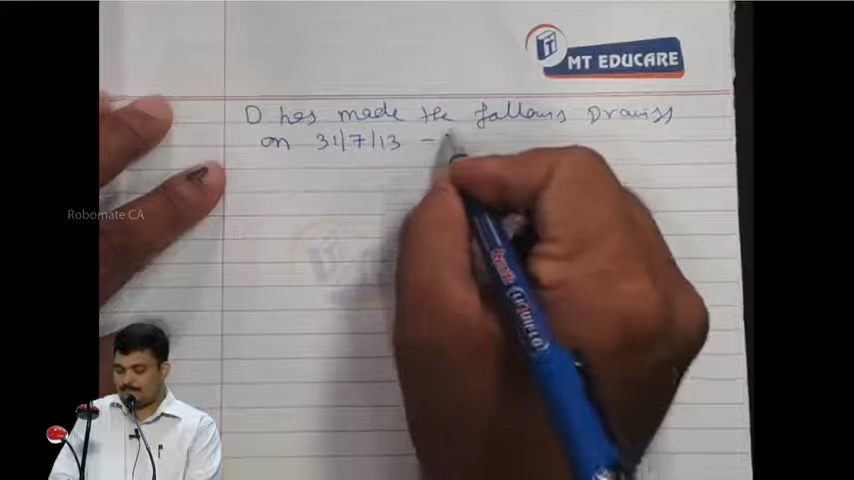 MT EDUCARE
D has made the follows Drawings
on 31/7/13 -
Robomate CA